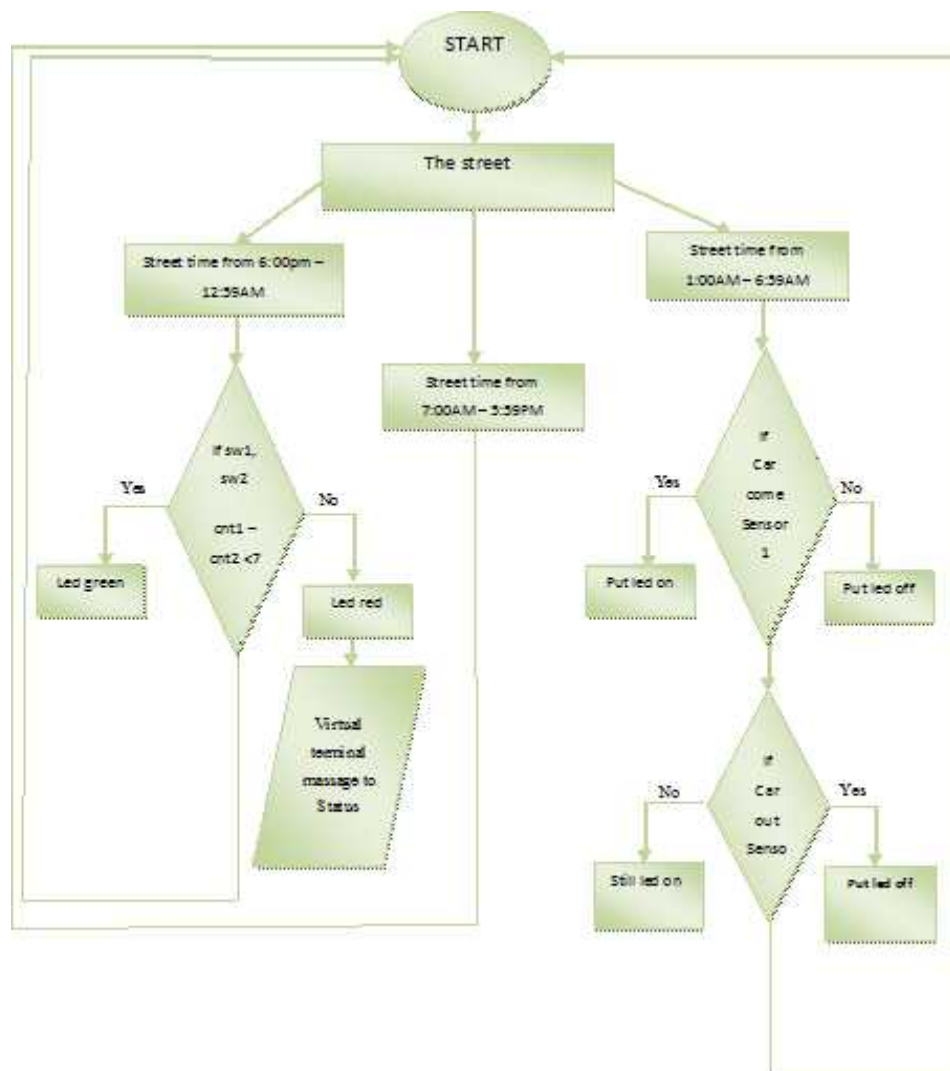 START
The street
Street time from 6:00pm –
12:59AM
Street time from
1:00AM – 6:59AM
Street time from
7:00AM – 5:59PM
If sw1,
sw2
cnt1 –
cnt2 <7
Yes
No
Led green
Led red
Virtual
terminal
massage to
Status
If
Car
come
Sensor
1
Yes
No
Put led on
Put led off
If
Car
out
Senso
No
Yes
Still led on
Put led off